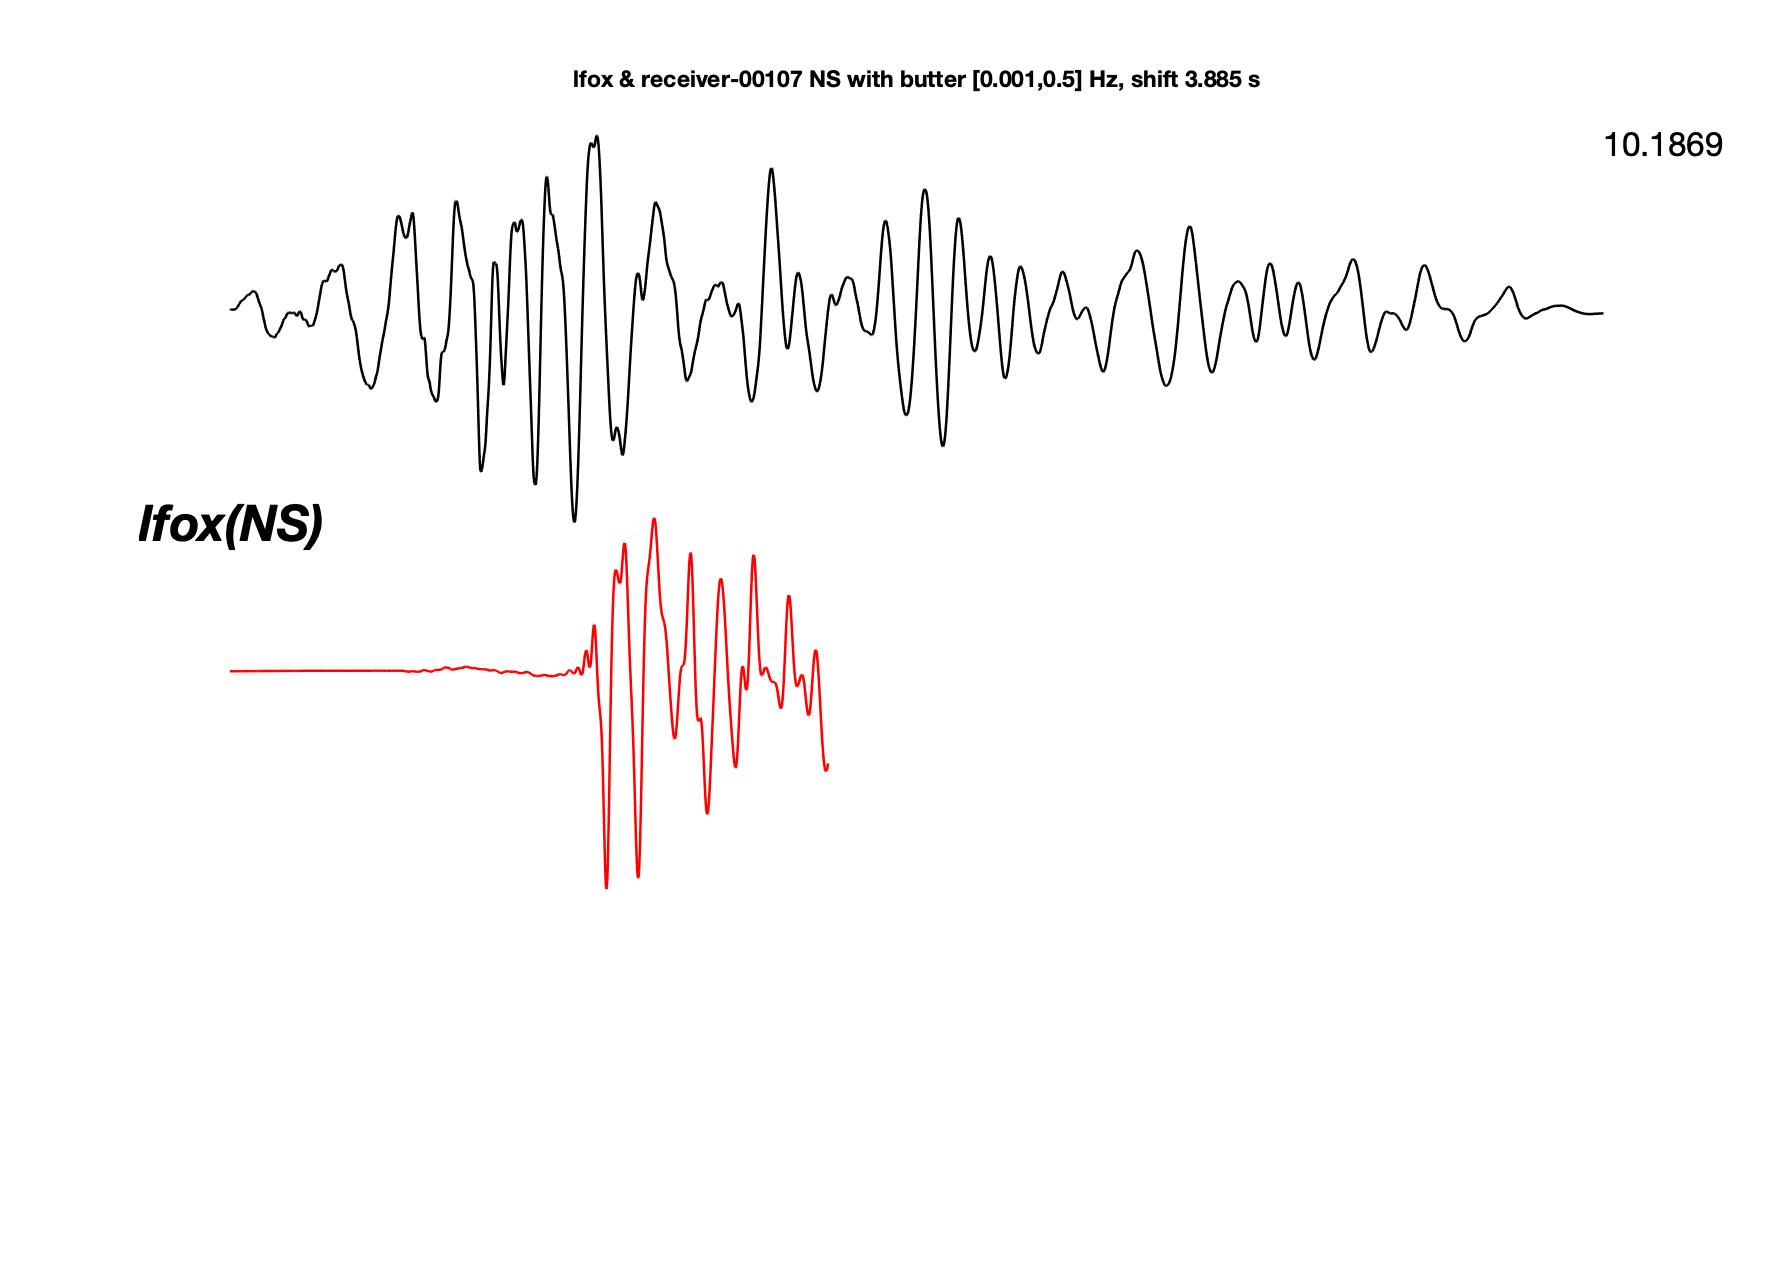 lfox & receiver-00107 NS with butter [0.001,0.5] Hz, shift 3.885 s
10.1869
lfox(NS)